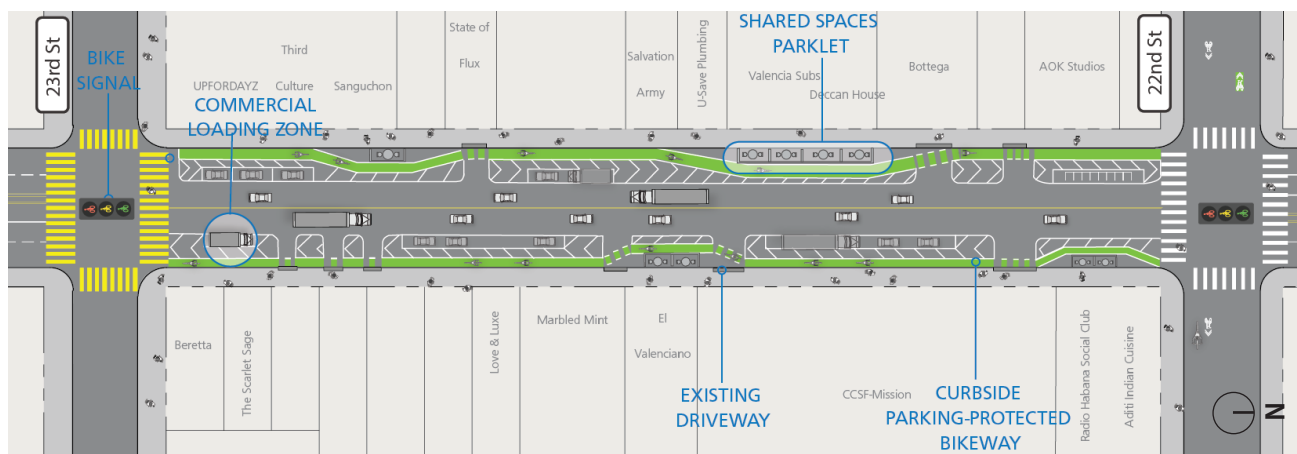 23rd St
BIKE
SIGNAL
Third
UPFORDAYZ
Culture
Sanguchon
COMMERCIAL
LOADING ZONE
State of
Flux
Salvation
Army
U-Save Plumbing
SHARED SPACES
PARKLET
Valencia Subs
Deccan House
Bottega
22nd St
AOK Studios
Beretta
The Scarlet Sage
Love & Luxe
Marbled Mint
El
Valenciano
EXISTING
DRIVEWAY
CCSF-Mission
CURBSIDE
PARKING-PROTECTED
BIKEWAY
Radio Habana Social Club
Aditi Indian Cuisine
N